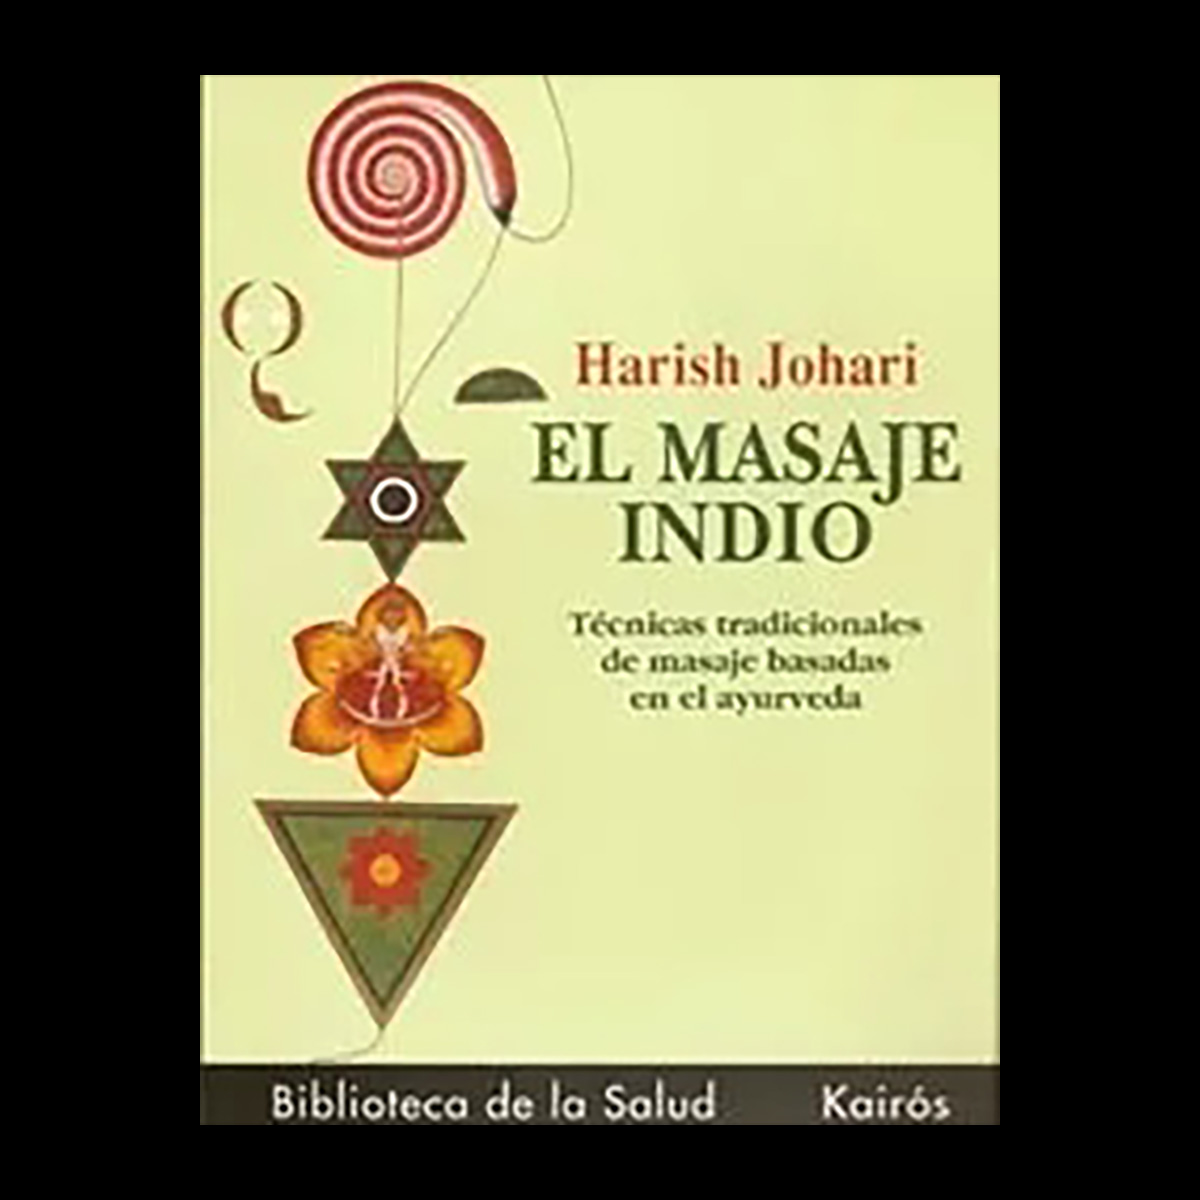 Harish Johari
EL MASAJE
INDIO
Técnicas tradicionales
de masaje basadas
en el ayurveda
Biblioteca de la Salud Kairós